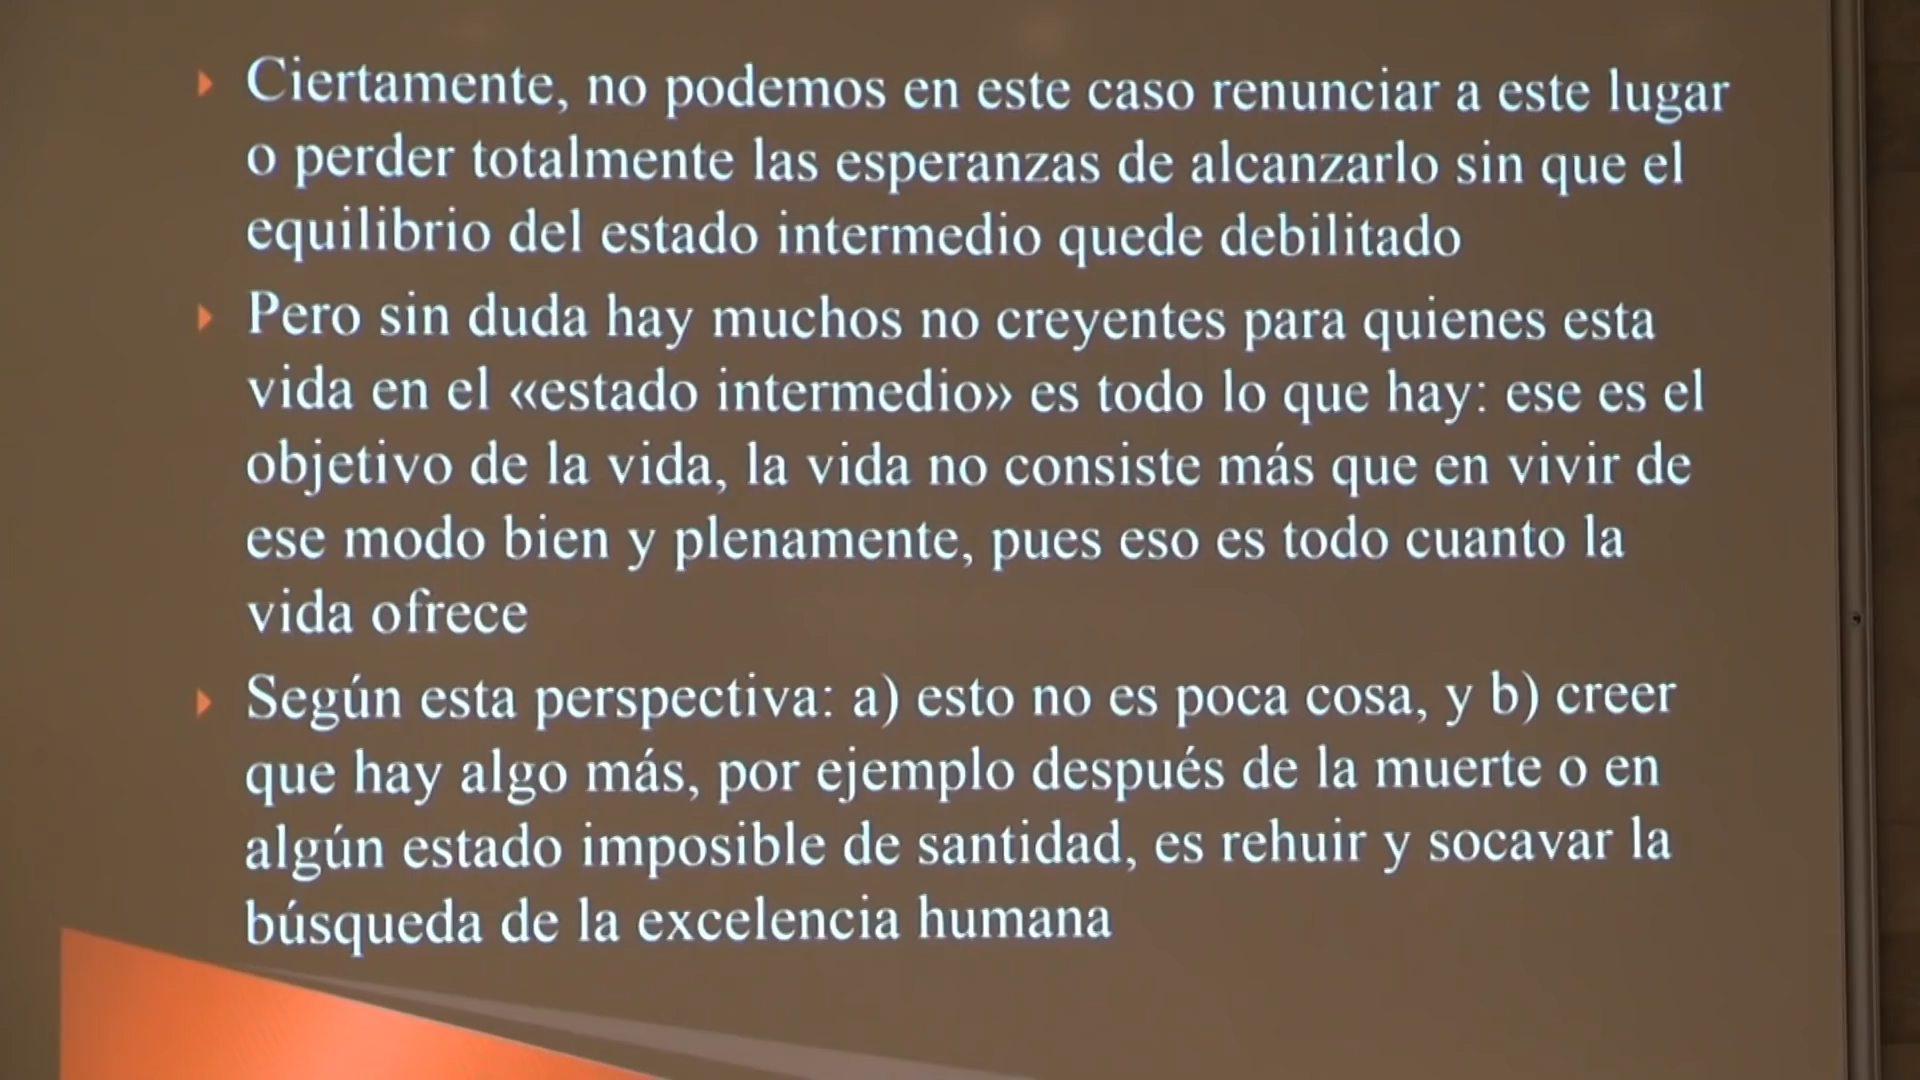 Ciertamente, no podemos en este caso renunciar a este lugar
o perder totalmente las esperanzas de alcanzarlo sin que el
equilibrio del estado intermedio quede debilitado
Pero sin duda hay muchos no creyentes para quienes esta
vida en el «estado intermedio» es todo lo que hay: ese es el
objetivo de la vida, la vida no consiste más que en vivir de
ese modo bien y plenamente, pues eso es todo cuanto la
vida ofrece
Según esta perspectiva: a) esto no es poca cosa, y b) creer
que hay algo más, por ejemplo después de la muerte o en
algún estado imposible de santidad, es rehuir y socavar la
búsqueda de la excelencia humana